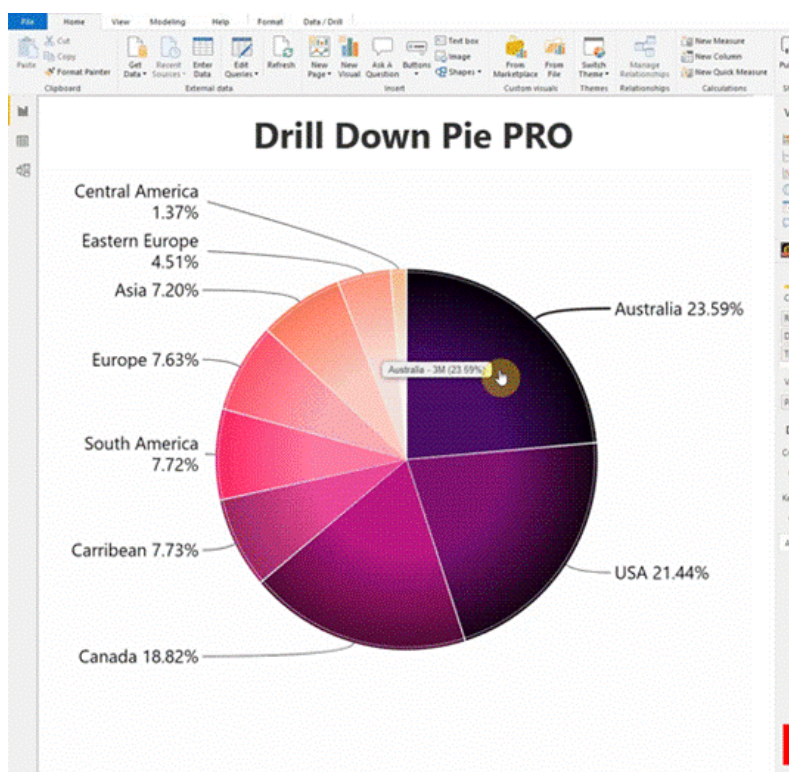 File Home View Modeling Help Format Data / Drill
Cut
Copy
Format Painter
Paste
Get Data
Recent Sources
Enter Data
Edit Queries
Refresh
New Page
New Visual
Ask A Question
Buttons
Text box
Image
Shapes
From Marketplace
From File
Switch Theme
Manage Relationships
New Measure
New Column
New Quick Measure
Clipboard External data Insert Custom visuals Themes Relationships Calculations
Drill Down Pie PRO
Central America
1.37%
Eastern Europe
4.51%
Asia 7.20%
Australia 23.59%
Europe 7.63%
Australia - 3M (23.59%)
South America
7.72%
Carribean 7.73%
USA 21.44%
Canada 18.82%